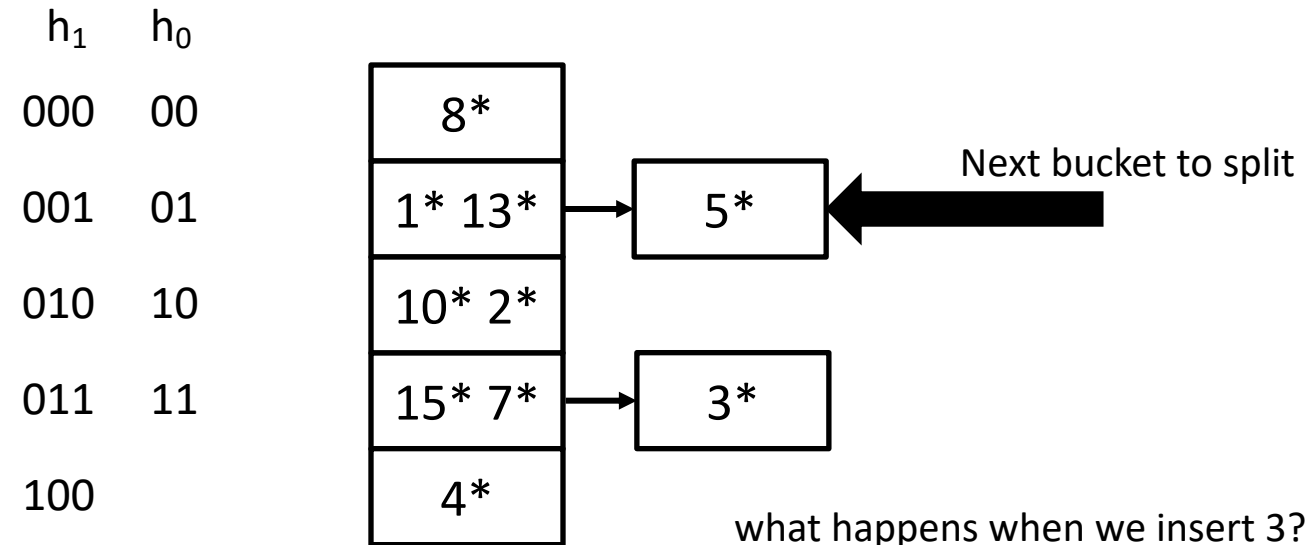 h₁ h₀
000 00 8*
Next bucket to split
001 01 1* 13* 5*
010 10 10* 2*
011 11 15* 7* 3*
100 4*
what happens when we insert 3?